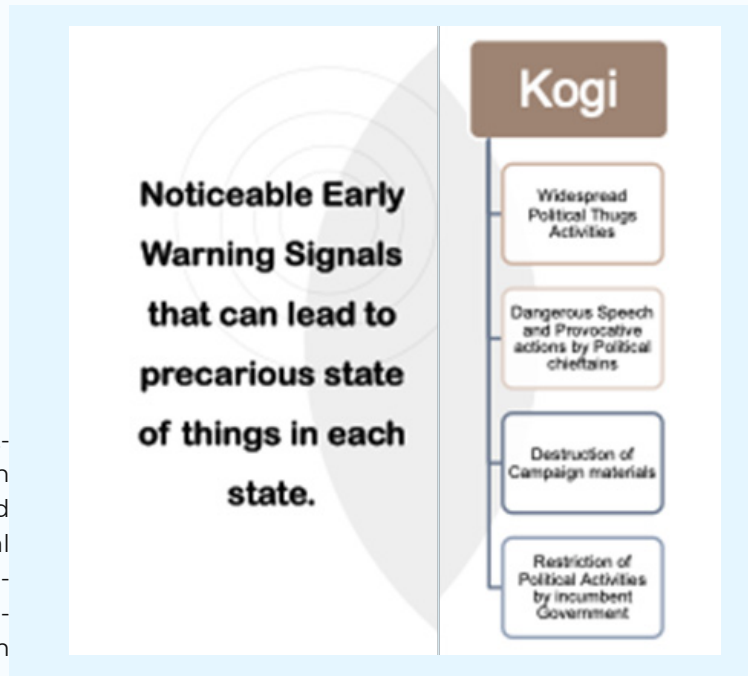 Noticeable Early
Warning Signals
that can lead to
precarious state
of things in each
state.
Kogi
Widespread
Political Thugs
Activities
Dangerous Speech
and Provocative
actions by Political
chieftains
Destruction of
Campaign materials
Restriction of
Political Activities
by incumbent
Government